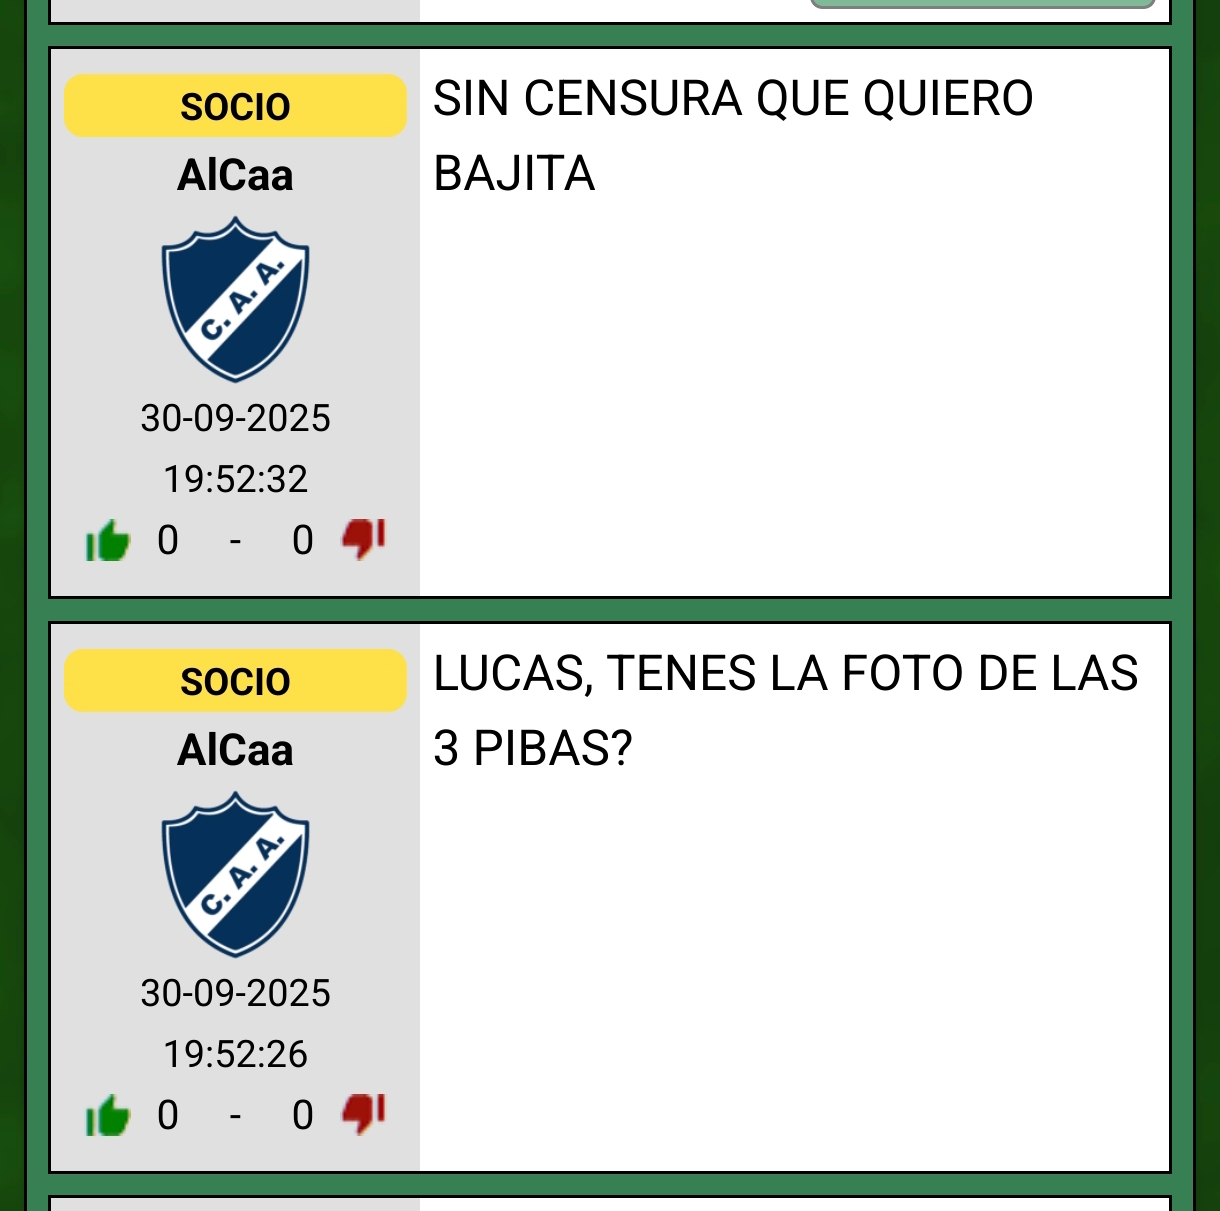 SOCIO
AlCaa
C. A. A.
30-09-2025
19:52:32
0 - 0
SIN CENSURA QUE QUIERO
BAJITA
SOCIO
AlCaa
C. A. A.
30-09-2025
19:52:26
0 - 0
LUCAS, TENES LA FOTO DE LAS
3 PIBAS?